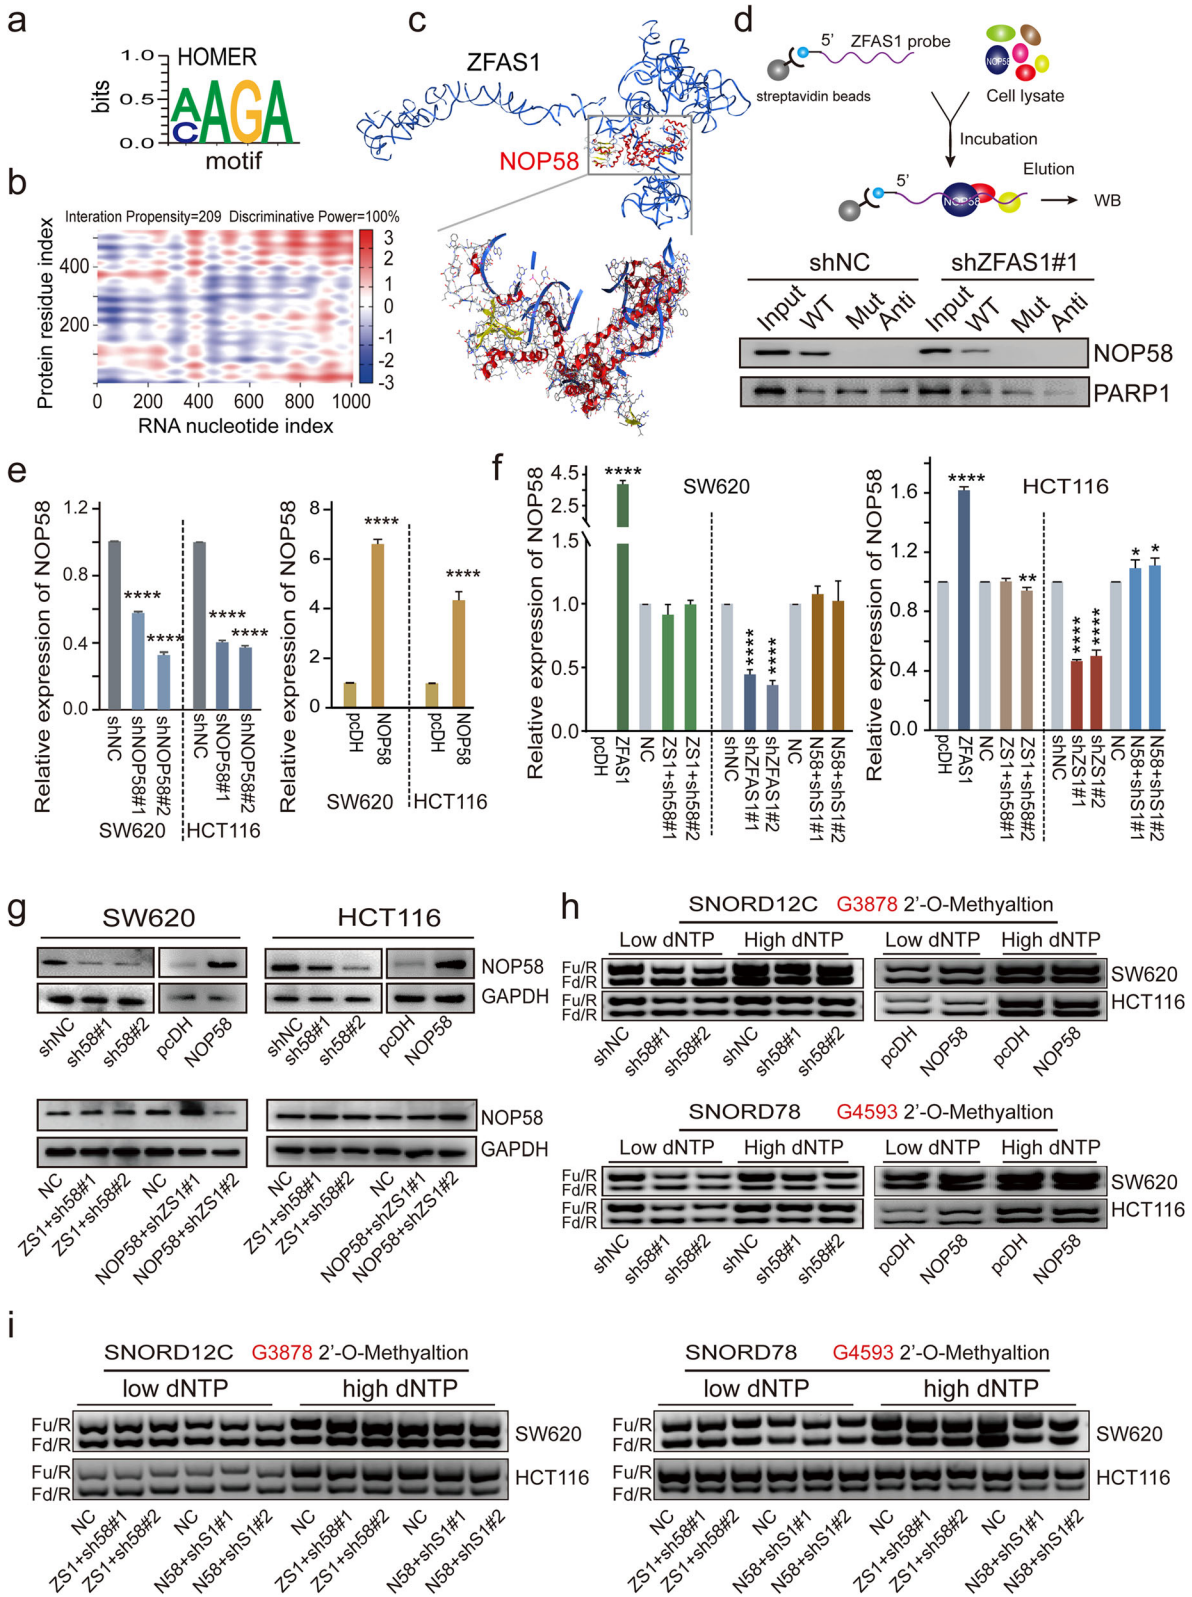 a
HOMER
1.0
0.5
0.0
bits
A
C
AGA
motif
b
Interation Propensity=209 Discriminative Power=100%
Protein residue index
400
200
0 200 400 600 800 1000
RNA nucleotide index
3
2
1
0
-1
-2
-3
c
ZFAS1
NOP58
d
5’ ZFAS1 probe
streptavidin beads
NOP58
Cell lysate
Incubation
Elution
5’
NOP58
WB
shNC shZFAS1#1
Input WT Mut Anti Input WT Mut Anti
NOP58
PARP1
e
Relative expression of NOP58
1.2
0.8
0.4
0.0
**** **** **** ****
shNC shNOP58#1 shNOP58#2 shNC sNOP58#1 shNOP58#2
SW620 HCT116
Relative expression of NOP58
8
6
4
2
0
**** ****
pcDH NOP58 pcDH NOP58
SW620 HCT116
f
Relative expression of NOP58
4.5
2.5
1.5
1.0
0.5
0.0
SW620
**** **** ****
pcDH ZFAS1 NC ZS1+sh58#1 ZS1+sh58#2 shNC shZFAS1#1 shZFAS1#2 NC N58+shS1#1 N58+shS1#2
Relative expression of NOP58
1.6
1.2
0.8
0.4
0.0
HCT116
**** ** **** **** * *
pcDH ZFAS1 NC ZS1+sh58#1 ZS1+sh58#2 shNC shZS1#1 shZS1#2 NC N58+shS1#1 N58+shS1#2
g
SW620 HCT116
NOP58
GAPDH
shNC sh58#1 sh58#2 pcDH NOP58 shNC sh58#1 sh58#2 pcDH NOP58
NOP58
GAPDH
NC ZS1+sh58#1 ZS1+sh58#2 NC NOP58+shZS1#1 NOP58+shZS1#2 NC ZS1+sh58#1 ZS1+sh58#2 NC NOP58+shZS1#1 NOP58+shZS1#2
h
SNORD12C G3878 2’-O-Methyaltion
Low dNTP High dNTP Low dNTP High dNTP
Fu/R
Fd/R
SW620
Fu/R
Fd/R
HCT116
shNC sh58#1 sh58#2 shNC sh58#1 sh58#2 pcDH NOP58 pcDH NOP58
SNORD78 G4593 2’-O-Methyaltion
Low dNTP High dNTP Low dNTP High dNTP
Fu/R
Fd/R
SW620
Fu/R
Fd/R
HCT116
shNC sh58#1 sh58#2 shNC sh58#1 sh58#2 pcDH NOP58 pcDH NOP58
i
SNORD12C G3878 2’-O-Methyaltion
low dNTP high dNTP
Fu/R
Fd/R
SW620
Fu/R
Fd/R
HCT116
NC ZS1+sh58#1 ZS1+sh58#2 NC N58+shS1#1 N58+shS1#2 NC ZS1+sh58#1 ZS1+sh58#2 NC N58+shS1#1 N58+shS1#2
SNORD78 G4593 2’-O-Methyaltion
low dNTP high dNTP
Fu/R
Fd/R
SW620
Fu/R
Fd/R
HCT116
NC ZS1+sh58#1 ZS1+sh58#2 NC N58+shS1#1 N58+shS1#2 NC ZS1+sh58#1 ZS1+sh58#2 NC N58+shS1#1 N58+shS1#2